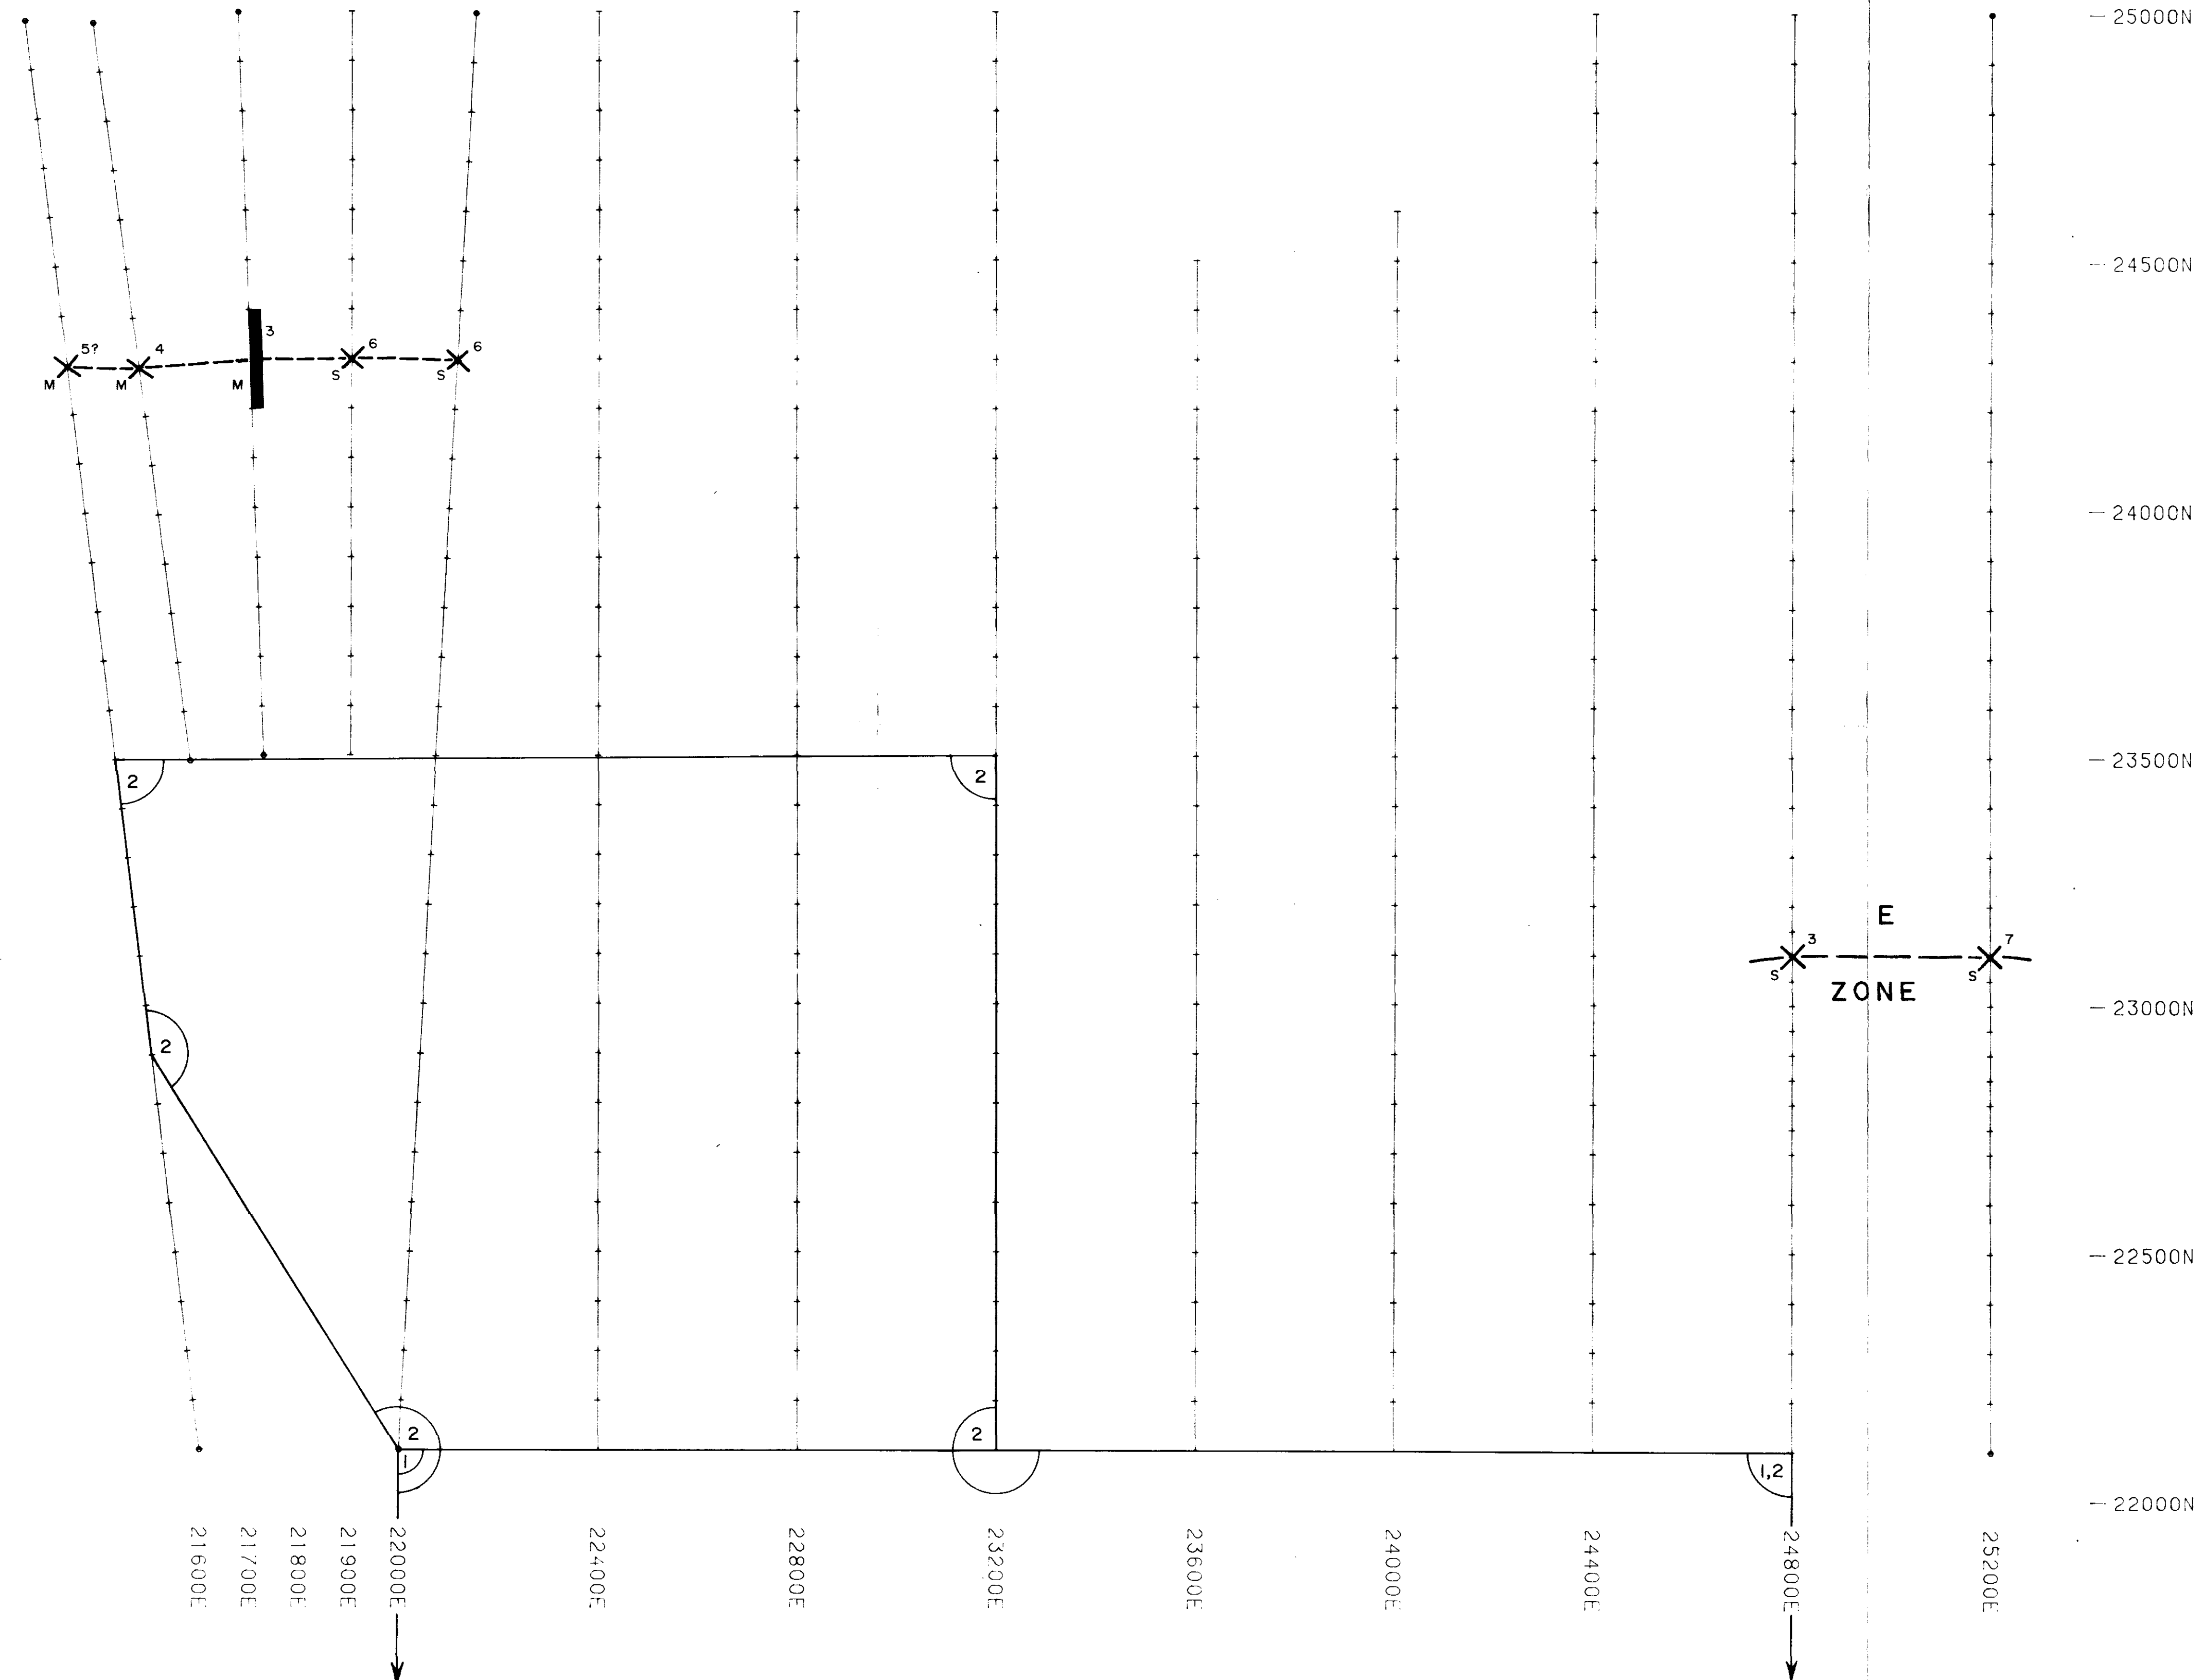 — 25000N
— 24500N
5? 4 3 6 6
M M M S S
— 24000N
— 23500N
2 2
E
3 7
S S
ZONE
— 23000N
2
— 22500N
2 2
1 1,2
— 22000N
21600E
21700E
21800E
21900E
22000E
22400E
22800E
23200E
23600E
24000E
24400E
24800E
25200E